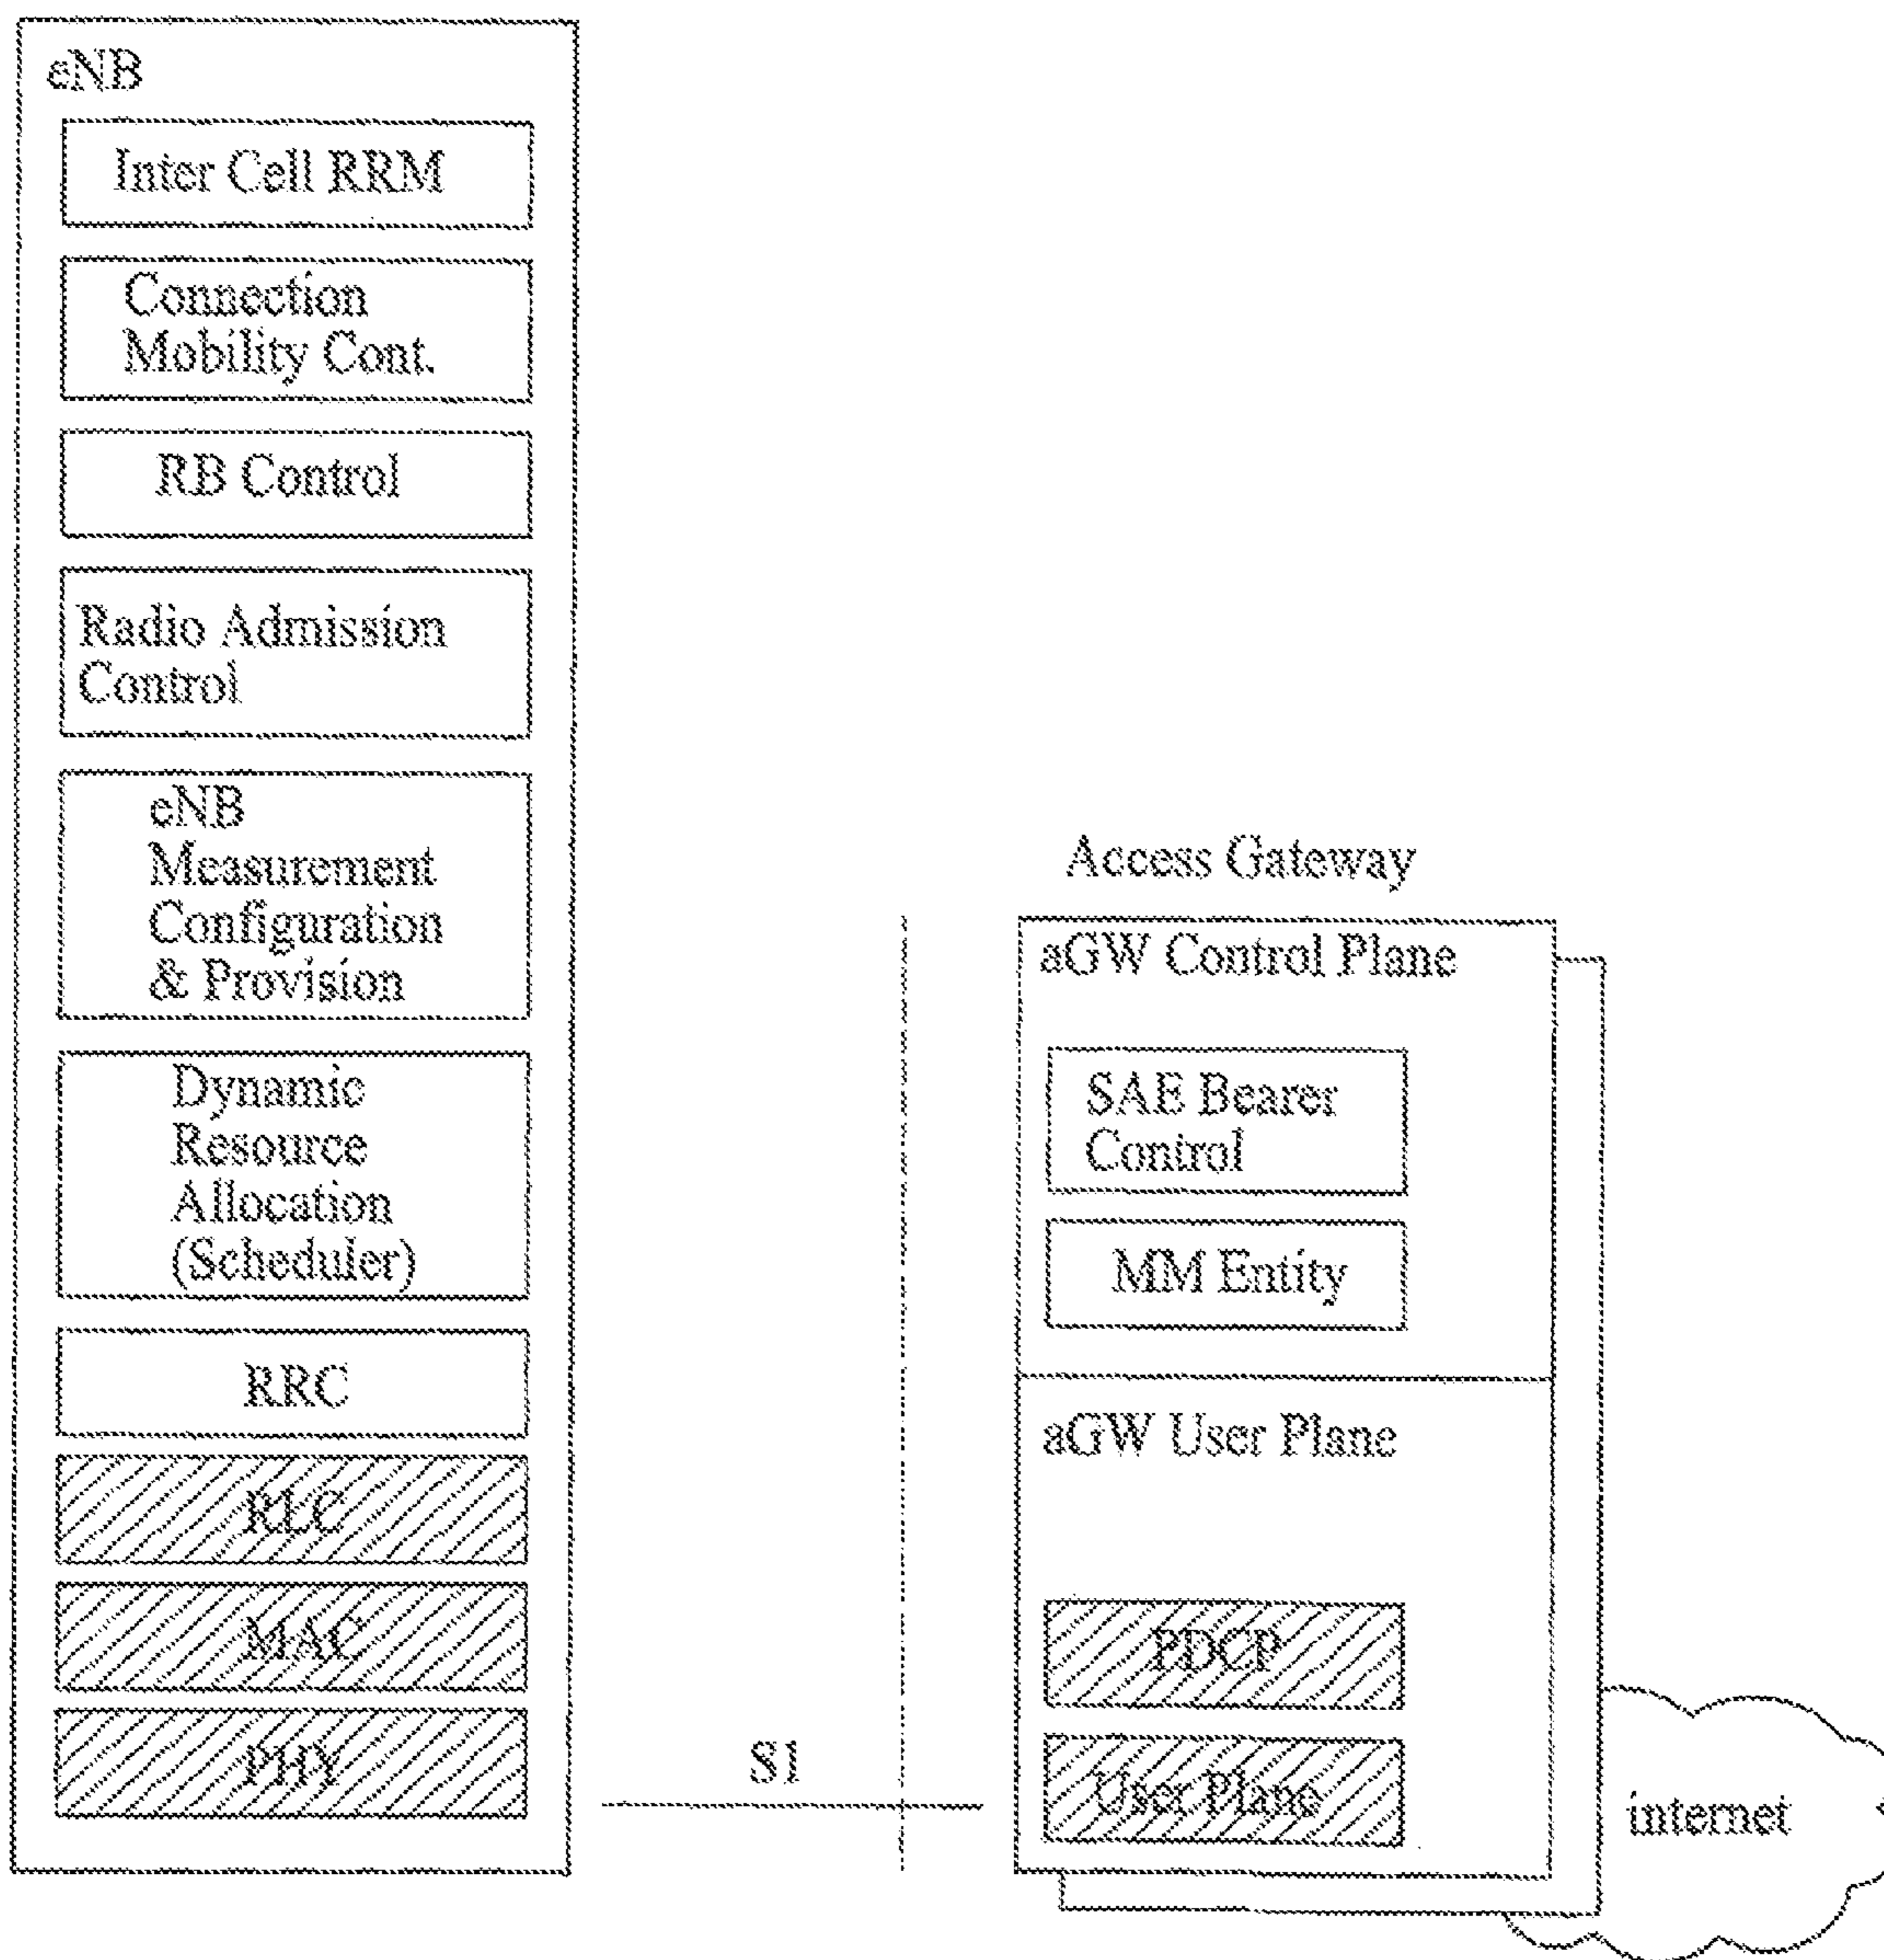 eNB
Inter Cell RRM
Connection
Mobility Cont.
RB Control
Radio Admission
Control
eNB
Measurement
Configuration
& Provision
Dynamic
Resource
Allocation
(Scheduler)
RRC
RLC
MAC
PHY
S1
Access Gateway
aGW Control Plane
SAE Bearer
Control
MM Entity
aGW User Plane
PDCP
User Plane
internet